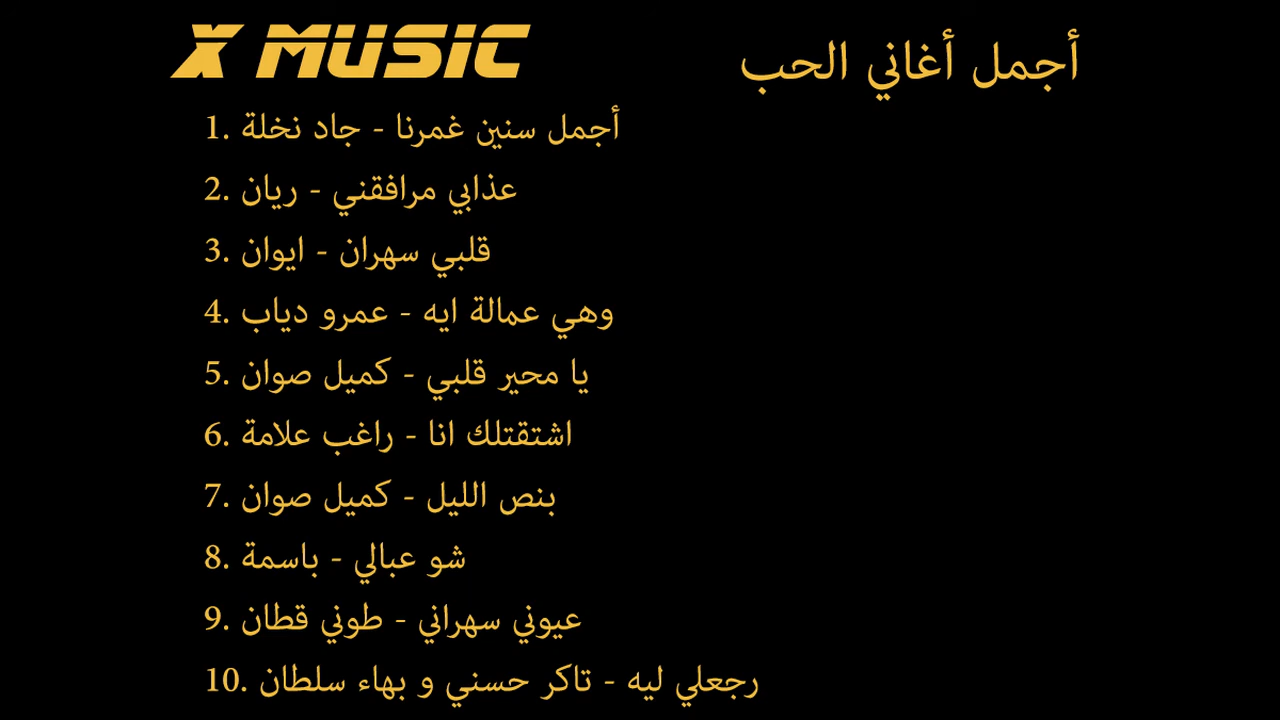 X MUSIC
أجمل أغاني الحب
1. أجمل سنين غمرنا - جاد نخلة
2. عذابي مرافقني - ريان
3. قلبي سهران - ايوان
4. وهي عمالة ايه - عمرو دياب
5. يا محير قلبي - كميل صوان
6. اشتقتلك انا - راغب علامة
7. بنص الليل - كميل صوان
8. شو عبالي - باسمة
9. عيوني سهراني - طوني قطان
10. رجعلي ليه - تاكر حسني و بهاء سلطان